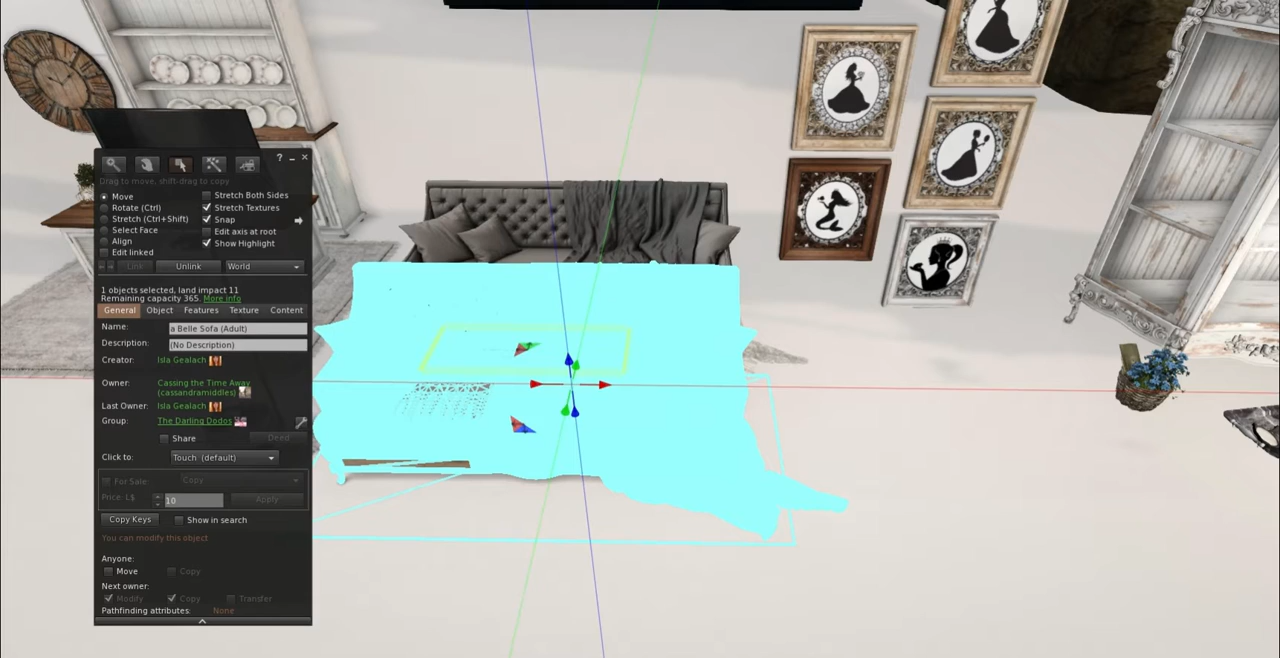 ?
Drag to move, shift-drag to copy
Move
Stretch Both Sides
Rotate (Ctrl)
Stretch Textures
Stretch (Ctrl+Shift)
Snap
Select Face
Edit axis at root
Align
Show Highlight
Edit linked
Link Unlink World
1 objects selected, land impact 11
Remaining capacity 365. More info
General Object Features Texture Content
Name: a Belle Sofa (Adult)
Description: (No Description)
Creator: Isla Gealach
Owner: Cassing the Time Away
(cassandramiddles)
Last Owner: Isla Gealach
Group: The Darling Dodos
Share Deed
Click to: Touch (default)
For Sale: Copy
Price: L$ 10 Apply
Copy Keys Show in search
You can modify this object
Anyone:
Move Copy
Next owner:
Modify Copy Transfer
Pathfinding attributes: None